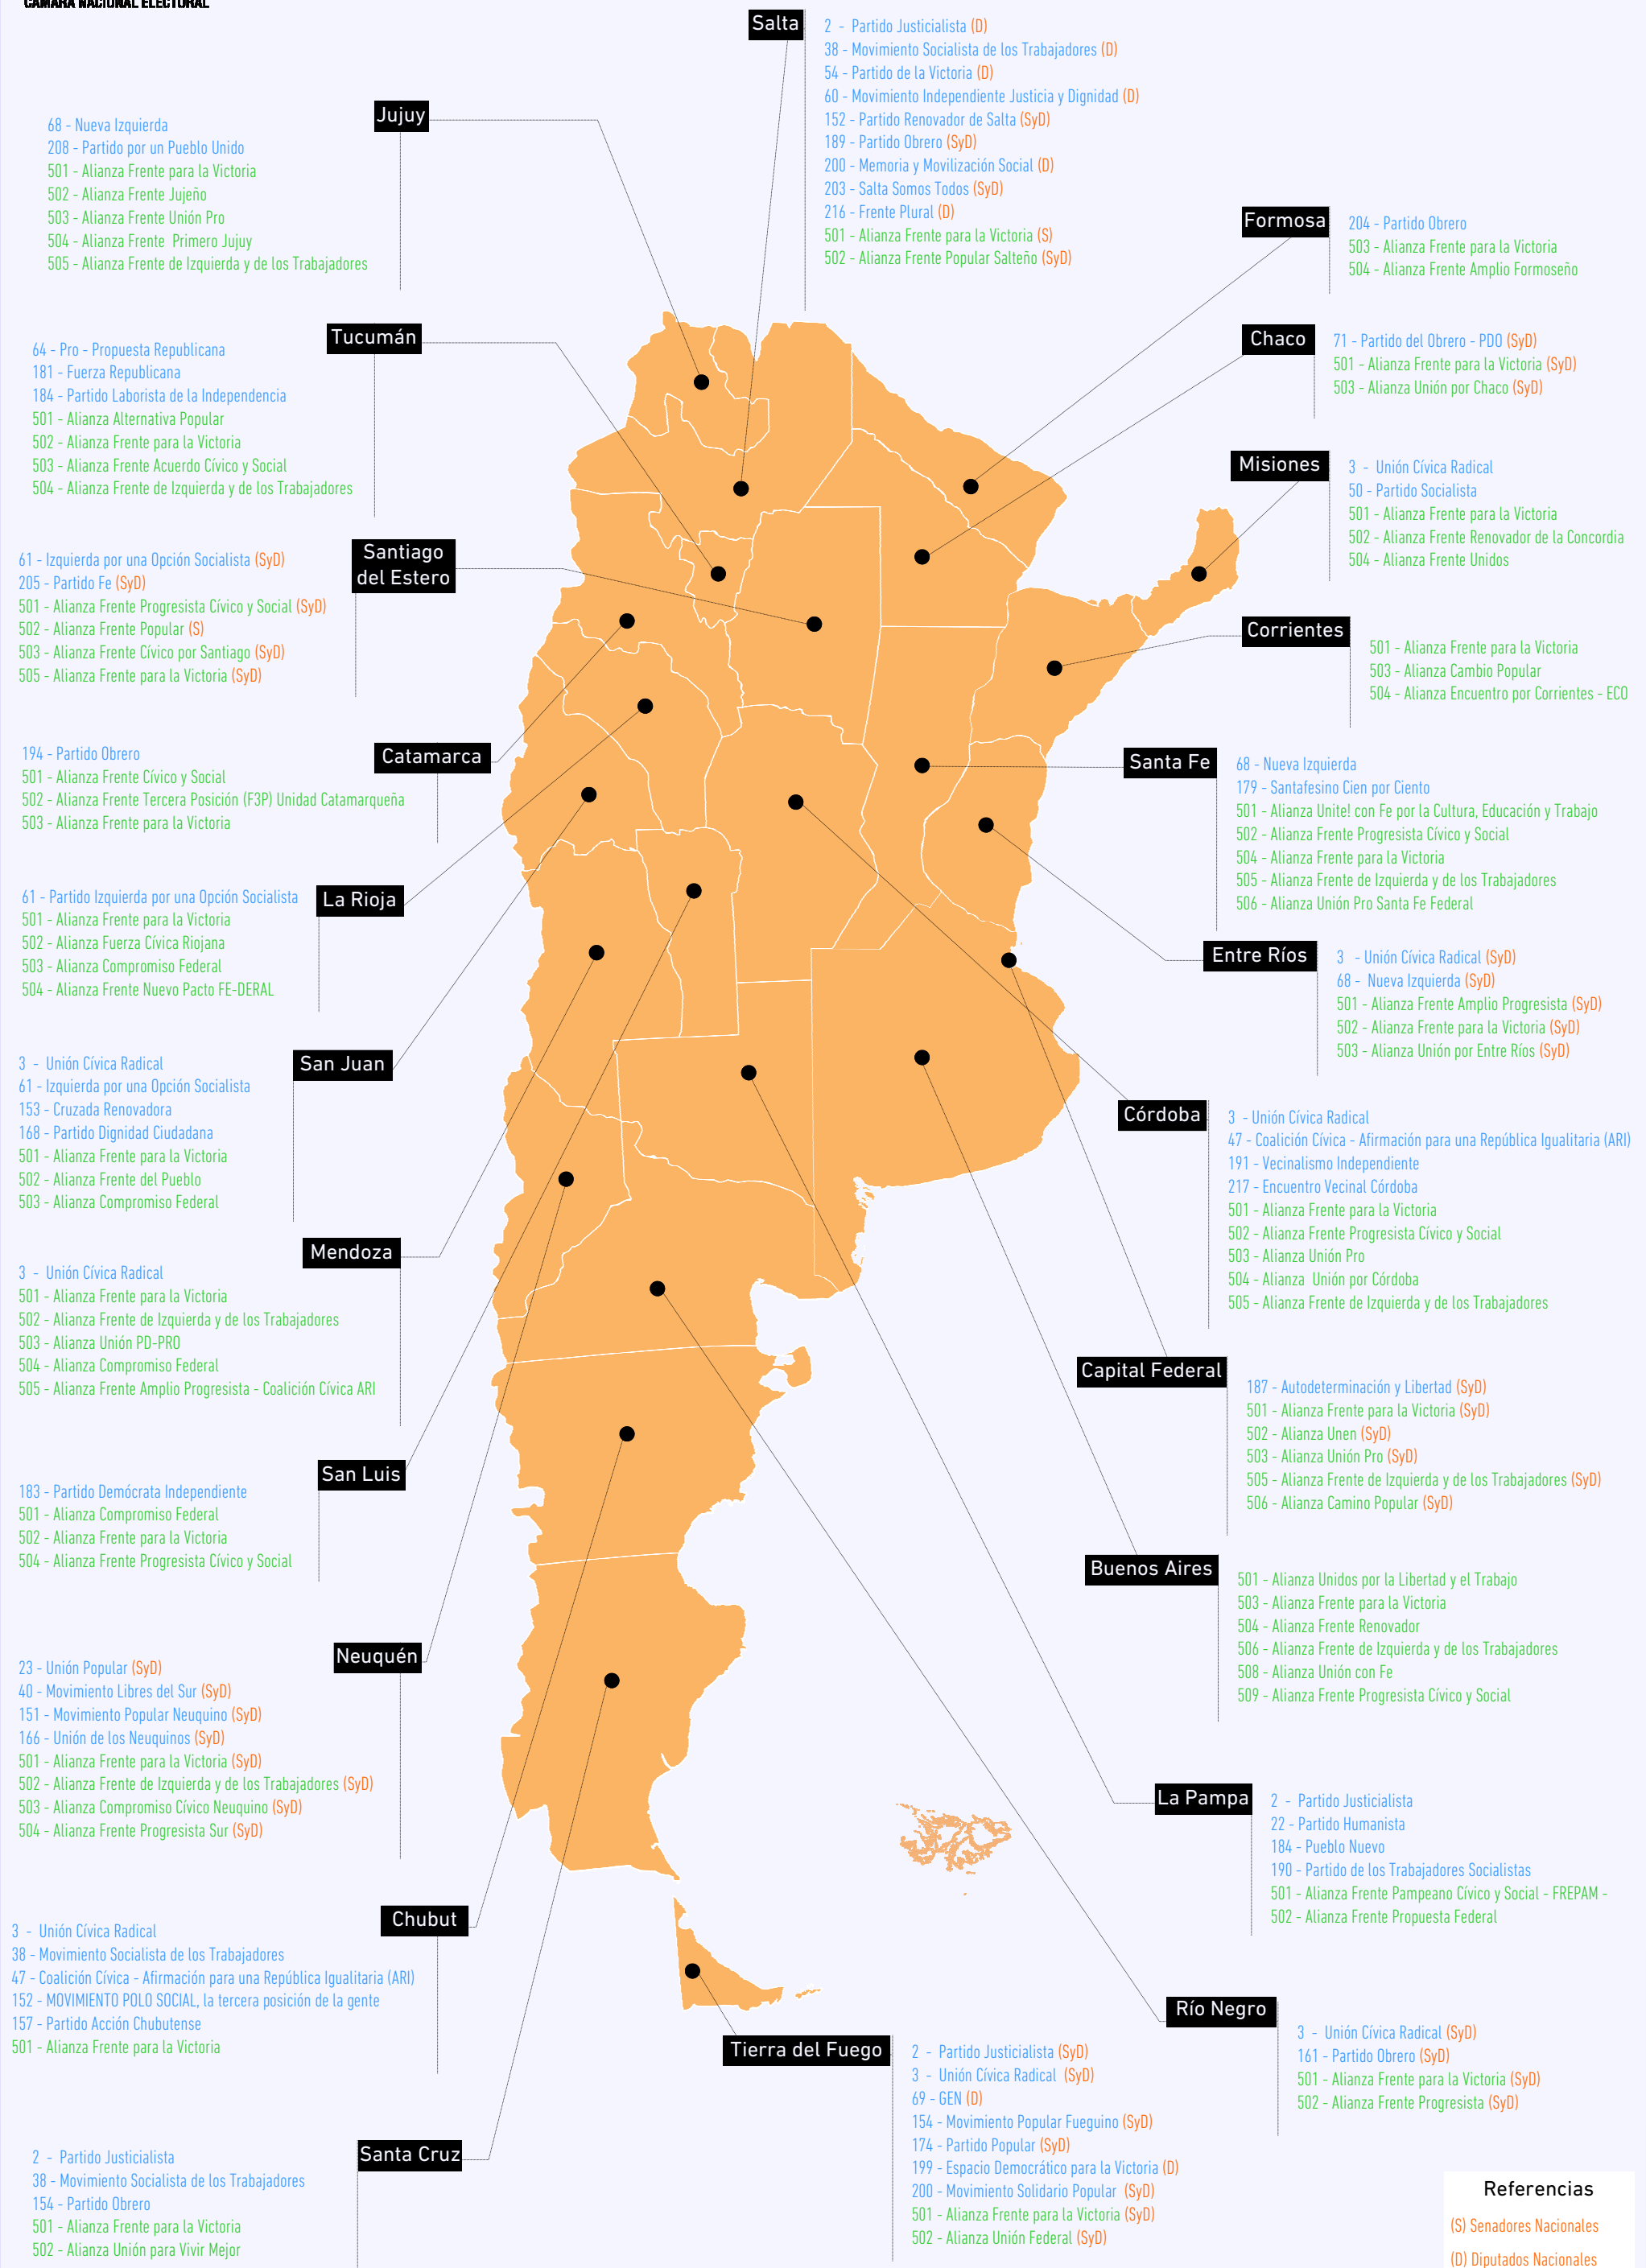 CÁMARA NACIONAL ELECTORAL
Salta
2 - Partido Justicialista (D)
38 - Movimiento Socialista de los Trabajadores (D)
54 - Partido de la Victoria (D)
60 - Movimiento Independiente Justicia y Dignidad (D)
152 - Partido Renovador de Salta (SyD)
189 - Partido Obrero (SyD)
200 - Memoria y Movilización Social (D)
203 - Salta Somos Todos (SyD)
216 - Frente Plural (D)
501 - Alianza Frente para la Victoria (S)
502 - Alianza Frente Popular Salteño (SyD)
Jujuy
68 - Nueva Izquierda
208 - Partido por un Pueblo Unido
501 - Alianza Frente para la Victoria
502 - Alianza Frente Jujeño
503 - Alianza Frente Unión Pro
504 - Alianza Frente Primero Jujuy
505 - Alianza Frente de Izquierda y de los Trabajadores
Formosa
204 - Partido Obrero
503 - Alianza Frente para la Victoria
504 - Alianza Frente Amplio Formoseño
Tucumán
64 - Pro - Propuesta Republicana
181 - Fuerza Republicana
184 - Partido Laborista de la Independencia
501 - Alianza Alternativa Popular
502 - Alianza Frente para la Victoria
503 - Alianza Frente Acuerdo Cívico y Social
504 - Alianza Frente de Izquierda y de los Trabajadores
Chaco
71 - Partido del Obrero - PDO (SyD)
501 - Alianza Frente para la Victoria (SyD)
503 - Alianza Unión por Chaco (SyD)
Misiones
3 - Unión Cívica Radical
50 - Partido Socialista
501 - Alianza Frente para la Victoria
502 - Alianza Frente Renovador de la Concordia
504 - Alianza Frente Unidos
Santiago
del Estero
61 - Izquierda por una Opción Socialista (SyD)
205 - Partido Fe (SyD)
501 - Alianza Frente Progresista Cívico y Social (SyD)
502 - Alianza Frente Popular (S)
503 - Alianza Frente Cívico por Santiago (SyD)
505 - Alianza Frente para la Victoria (SyD)
Corrientes
501 - Alianza Frente para la Victoria
503 - Alianza Cambio Popular
504 - Alianza Encuentro por Corrientes - ECO
Catamarca
194 - Partido Obrero
501 - Alianza Frente Cívico y Social
502 - Alianza Frente Tercera Posición (F3P) Unidad Catamarqueña
503 - Alianza Frente para la Victoria
Santa Fe
68 - Nueva Izquierda
179 - Santafesino Cien por Ciento
501 - Alianza Unite! con Fe por la Cultura, Educación y Trabajo
502 - Alianza Frente Progresista Cívico y Social
504 - Alianza Frente para la Victoria
505 - Alianza Frente de Izquierda y de los Trabajadores
506 - Alianza Unión Pro Santa Fe Federal
La Rioja
61 - Partido Izquierda por una Opción Socialista
501 - Alianza Frente para la Victoria
502 - Alianza Fuerza Cívica Riojana
503 - Alianza Compromiso Federal
504 - Alianza Frente Nuevo Pacto FE-DERAL
Entre Ríos
3 - Unión Cívica Radical (SyD)
68 - Nueva Izquierda (SyD)
501 - Alianza Frente Amplio Progresista (SyD)
502 - Alianza Frente para la Victoria (SyD)
503 - Alianza Unión por Entre Ríos (SyD)
San Juan
3 - Unión Cívica Radical
61 - Izquierda por una Opción Socialista
153 - Cruzada Renovadora
168 - Partido Dignidad Ciudadana
501 - Alianza Frente para la Victoria
502 - Alianza Frente del Pueblo
503 - Alianza Compromiso Federal
Córdoba
3 - Unión Cívica Radical
47 - Coalición Cívica - Afirmación para una República Igualitaria (ARI)
191 - Vecinalismo Independiente
217 - Encuentro Vecinal Córdoba
501 - Alianza Frente para la Victoria
502 - Alianza Frente Progresista Cívico y Social
503 - Alianza Unión Pro
504 - Alianza Unión por Córdoba
505 - Alianza Frente de Izquierda y de los Trabajadores
Mendoza
3 - Unión Cívica Radical
501 - Alianza Frente para la Victoria
502 - Alianza Frente de Izquierda y de los Trabajadores
503 - Alianza Unión PD-PRO
504 - Alianza Compromiso Federal
505 - Alianza Frente Amplio Progresista - Coalición Cívica ARI
Capital Federal
187 - Autodeterminación y Libertad (SyD)
501 - Alianza Frente para la Victoria (SyD)
502 - Alianza Unen (SyD)
503 - Alianza Unión Pro (SyD)
505 - Alianza Frente de Izquierda y de los Trabajadores (SyD)
506 - Alianza Camino Popular (SyD)
San Luis
183 - Partido Demócrata Independiente
501 - Alianza Compromiso Federal
502 - Alianza Frente para la Victoria
504 - Alianza Frente Progresista Cívico y Social
Buenos Aires
501 - Alianza Unidos por la Libertad y el Trabajo
503 - Alianza Frente para la Victoria
504 - Alianza Frente Renovador
506 - Alianza Frente de Izquierda y de los Trabajadores
508 - Alianza Unión con Fe
509 - Alianza Frente Progresista Cívico y Social
Neuquén
23 - Unión Popular (SyD)
40 - Movimiento Libres del Sur (SyD)
151 - Movimiento Popular Neuquino (SyD)
166 - Unión de los Neuquinos (SyD)
501 - Alianza Frente para la Victoria (SyD)
502 - Alianza Frente de Izquierda y de los Trabajadores (SyD)
503 - Alianza Compromiso Cívico Neuquino (SyD)
504 - Alianza Frente Progresista Sur (SyD)
La Pampa
2 - Partido Justicialista
22 - Partido Humanista
184 - Pueblo Nuevo
190 - Partido de los Trabajadores Socialistas
501 - Alianza Frente Pampeano Cívico y Social - FREPAM -
502 - Alianza Frente Propuesta Federal
Chubut
3 - Unión Cívica Radical
38 - Movimiento Socialista de los Trabajadores
47 - Coalición Cívica - Afirmación para una República Igualitaria (ARI)
152 - MOVIMIENTO POLO SOCIAL, la tercera posición de la gente
157 - Partido Acción Chubutense
501 - Alianza Frente para la Victoria
Río Negro
3 - Unión Cívica Radical (SyD)
161 - Partido Obrero (SyD)
501 - Alianza Frente para la Victoria (SyD)
502 - Alianza Frente Progresista (SyD)
Tierra del Fuego
2 - Partido Justicialista (SyD)
3 - Unión Cívica Radical (SyD)
69 - GEN (D)
154 - Movimiento Popular Fueguino (SyD)
174 - Partido Popular (SyD)
199 - Espacio Democrático para la Victoria (D)
200 - Movimiento Solidario Popular (SyD)
501 - Alianza Frente para la Victoria (SyD)
502 - Alianza Unión Federal (SyD)
Santa Cruz
2 - Partido Justicialista
38 - Movimiento Socialista de los Trabajadores
154 - Partido Obrero
501 - Alianza Frente para la Victoria
502 - Alianza Unión para Vivir Mejor
Referencias
(S) Senadores Nacionales
(D) Diputados Nacionales